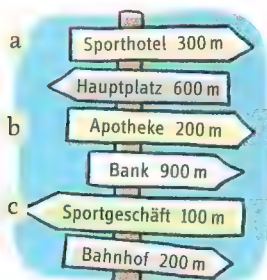 a
Sporthotel 300 m
Hauptplatz 600 m
b
Apotheke 200 m
Bank 900 m
c
Sportgeschäft 100 m
Bahnhof 200 m